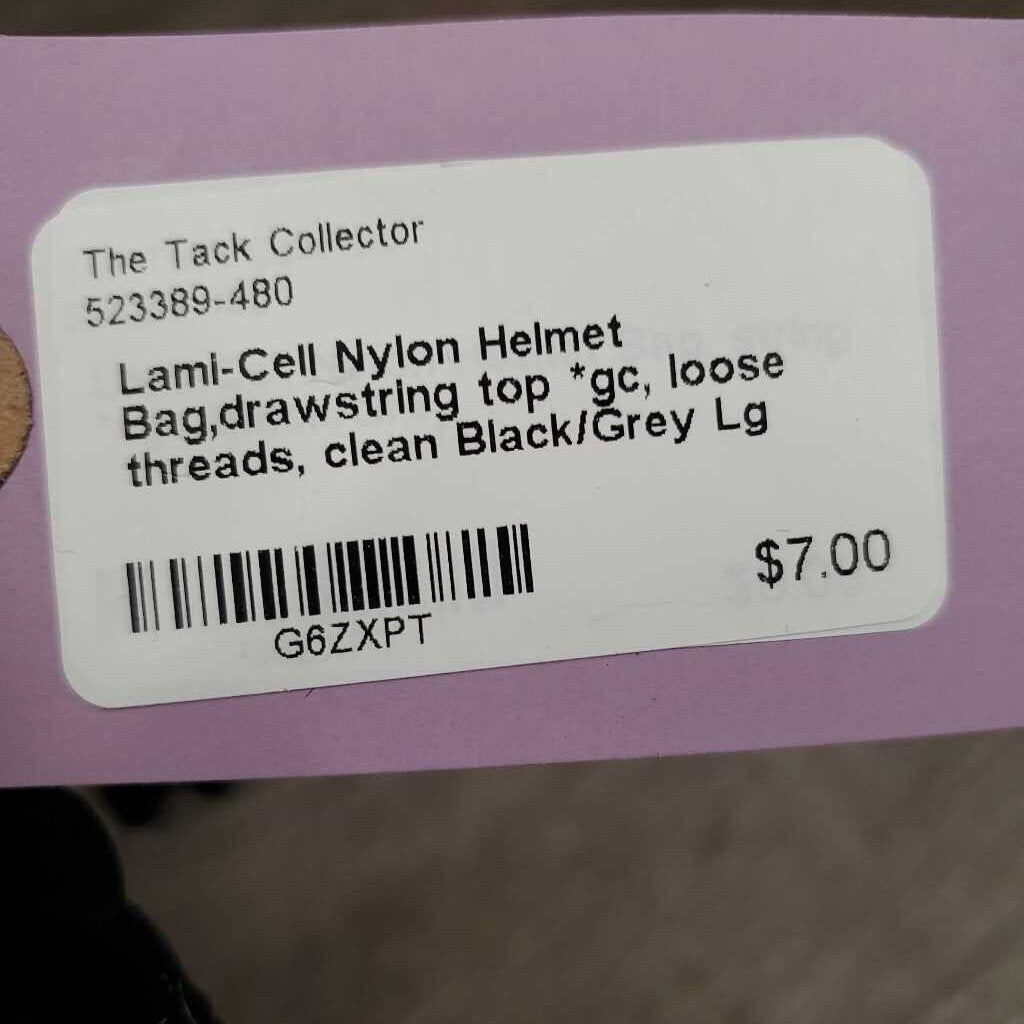 The Tack Collector
523389-480
Lami-Cell Nylon Helmet
Bag,drawstring top *gc, loose
threads, clean Black/Grey Lg
$7.00
G6ZXPT